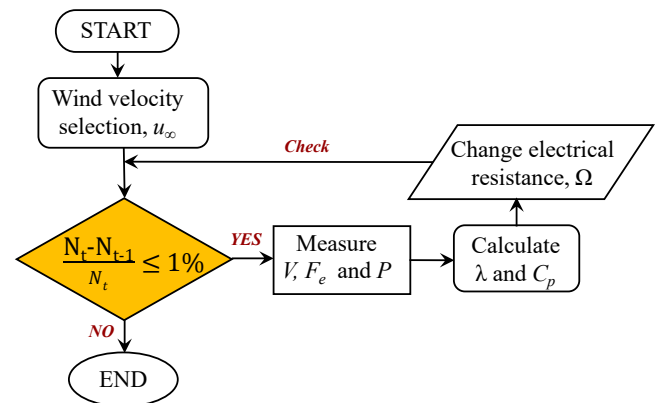 START
Wind velocity
selection, u∞
Check
Change electrical
resistance, Ω
Nt-Nt-1
Nt
≤ 1%
YES
Measure
V, Fe and P
Calculate
λ and Cp
NO
END